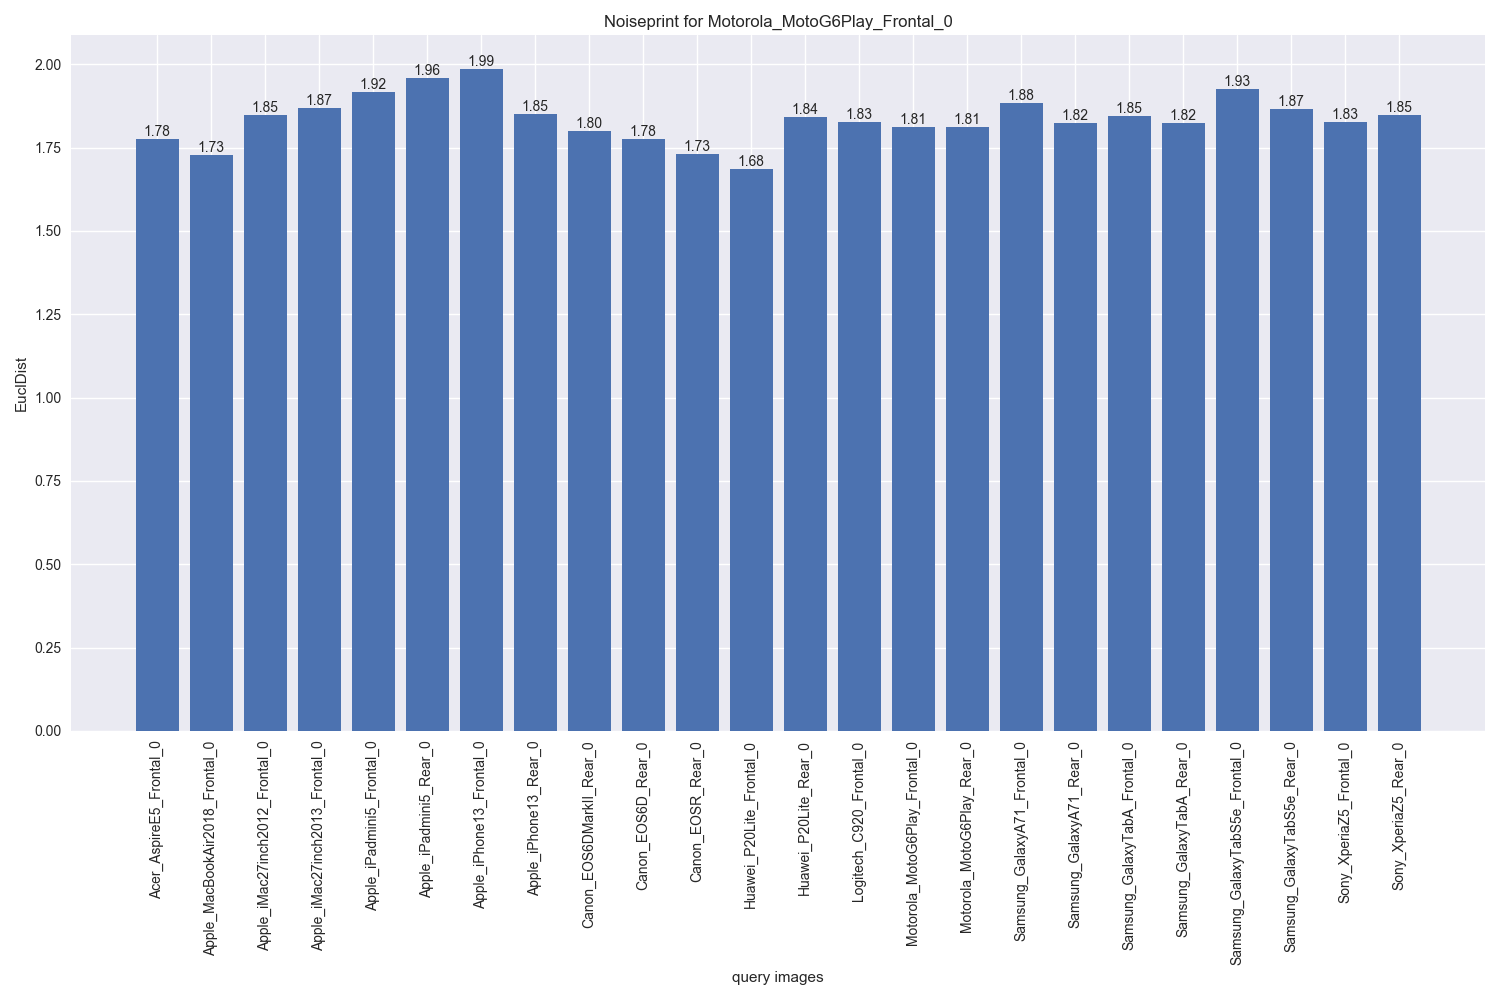 Noiseprint for Motorola_MotoG6Play_Frontal_0
EuclDist
2.00
1.75
1.50
1.25
1.00
0.75
0.50
0.25
0.00
1.78
1.73
1.85
1.87
1.92
1.96
1.99
1.85
1.80
1.78
1.73
1.68
1.84
1.83
1.81
1.81
1.88
1.82
1.85
1.82
1.93
1.87
1.83
1.85
Acer_AspireE5_Frontal_0
Apple_MacBookAir2018_Frontal_0
Apple_iMac27inch2012_Frontal_0
Apple_iMac27inch2013_Frontal_0
Apple_iPadmini5_Frontal_0
Apple_iPadmini5_Rear_0
Apple_iPhone13_Frontal_0
Apple_iPhone13_Rear_0
Canon_EOS6DMarkII_Rear_0
Canon_EOS6D_Rear_0
Canon_EOSR_Rear_0
Huawei_P20Lite_Frontal_0
Huawei_P20Lite_Rear_0
Logitech_C920_Frontal_0
Motorola_MotoG6Play_Frontal_0
Motorola_MotoG6Play_Rear_0
Samsung_GalaxyA71_Frontal_0
Samsung_GalaxyA71_Rear_0
Samsung_GalaxyTabA_Frontal_0
Samsung_GalaxyTabA_Rear_0
Samsung_GalaxyTabS5e_Frontal_0
Samsung_GalaxyTabS5e_Rear_0
Sony_XperiaZ5_Frontal_0
Sony_XperiaZ5_Rear_0
query images